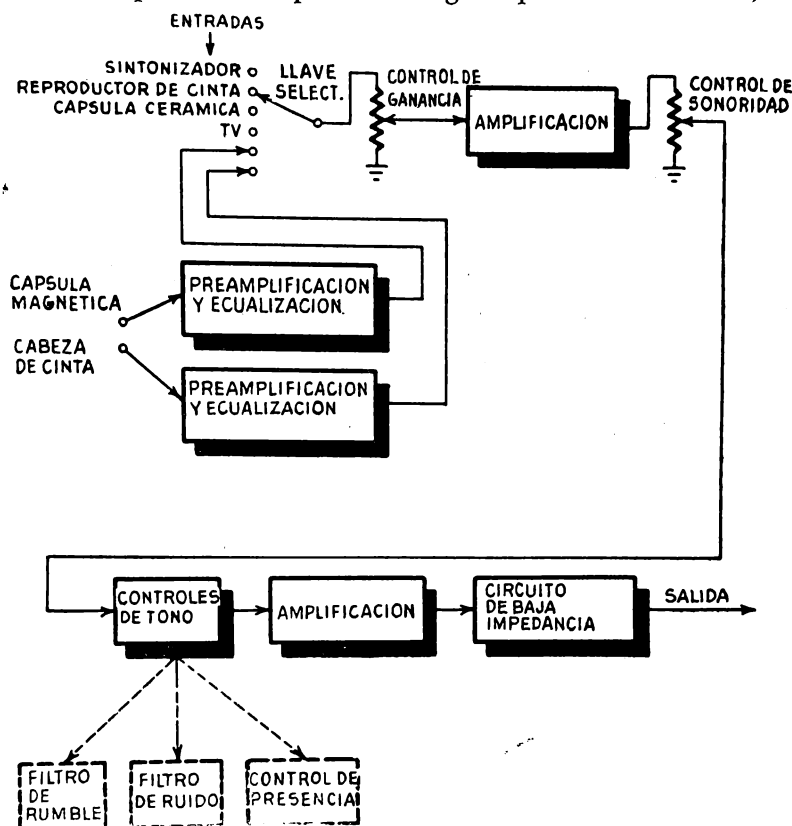 ENTRADAS
SINTONIZADOR
REPRODUCTOR DE CINTA
CAPSULA CERAMICA
TV
LLAVE
SELECT.
CONTROL DE
GANANCIA
AMPLIFICACION
CONTROL DE
SONORIDAD
CAPSULA
MAGNETICA
PREAMPLIFICACION
Y ECUALIZACION.
CABEZA
DE CINTA
PREAMPLIFICACION
Y ECUALIZACION
CONTROLES
DE TONO
AMPLIFICACION
CIRCUITO
DE BAJA
IMPEDANCIA
SALIDA
FILTRO
DE
RUMBLE
FILTRO
DE RUIDO
CONTROL DE
PRESENCIA